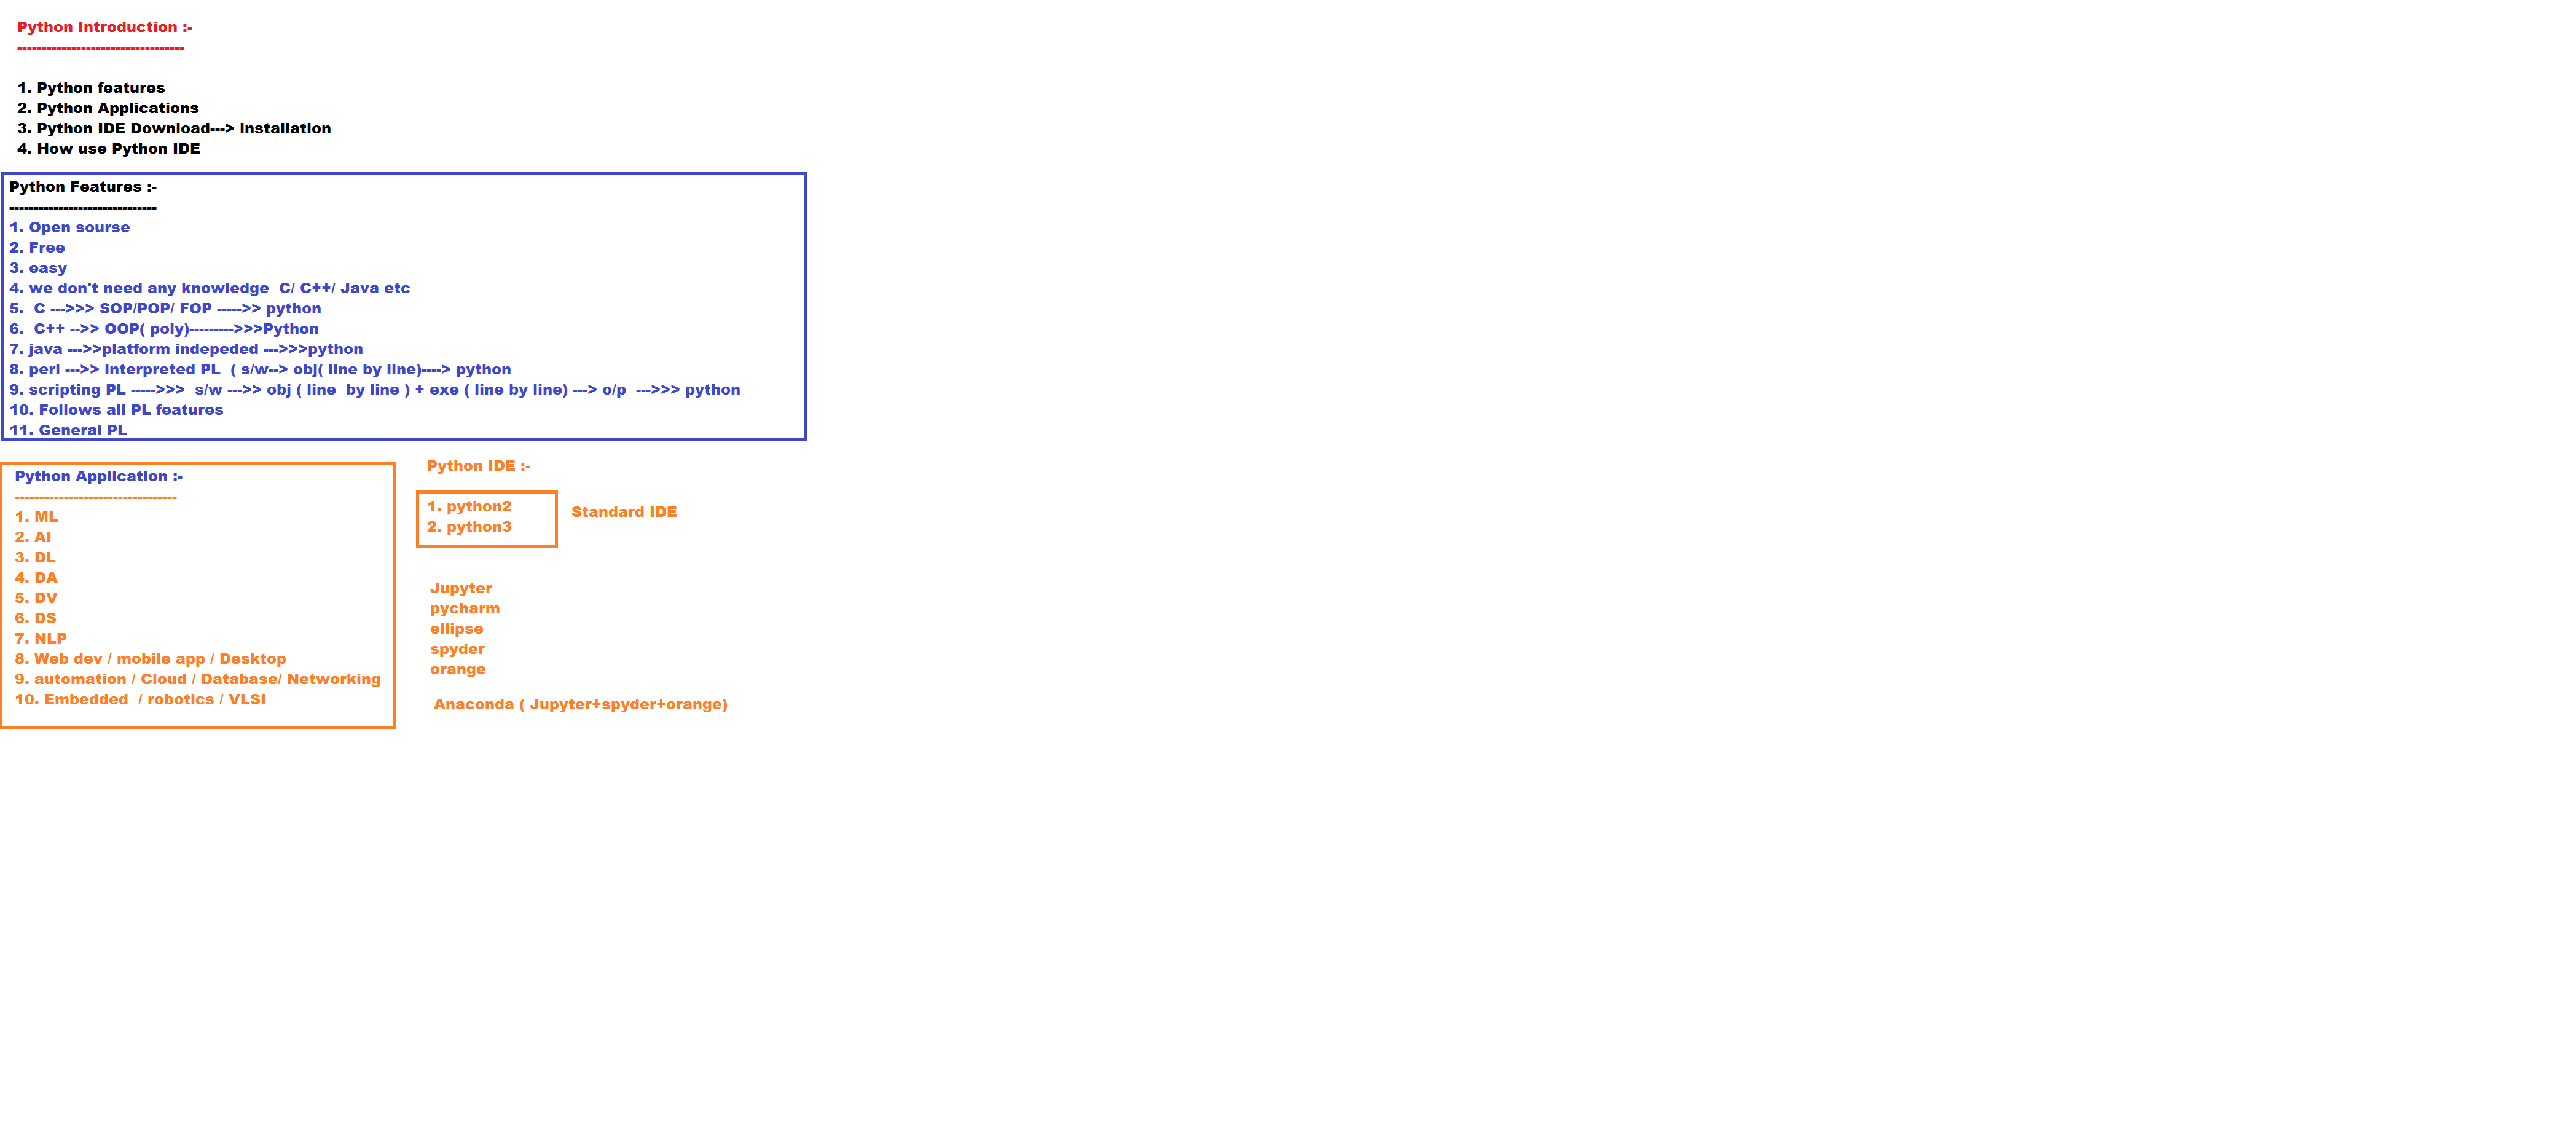 Python Introduction :-
----------------------------------
1. Python features
2. Python Applications
3. Python IDE Download---> installation
4. How use Python IDE
Python Features :-
------------------------------
1. Open sourse
2. Free
3. easy
4. we don't need any knowledge  C/ C++/ Java etc
5.  C --->>> SOP/POP/ FOP ----->> python
6.  C++ -->> OOP( poly)--------->>>Python
7. java --->>platform indepeded --->>>python
8. perl --->> interpreted PL  ( s/w--> obj( line by line)----> python
9. scripting PL ----->>>  s/w --->> obj ( line  by line ) + exe ( line by line) ---> o/p  --->>> python
10. Follows all PL features
11. General PL
Python Application :-
---------------------------------
1. ML
2. AI
3. DL
4. DA
5. DV
6. DS
7. NLP
8. Web dev / mobile app / Desktop
9. automation / Cloud / Database/ Networking
10. Embedded  / robotics / VLSI
Python IDE :-
1. python2
2. python3
Standard IDE
Jupyter
pycharm
ellipse
spyder
orange
Anaconda ( Jupyter+spyder+orange)